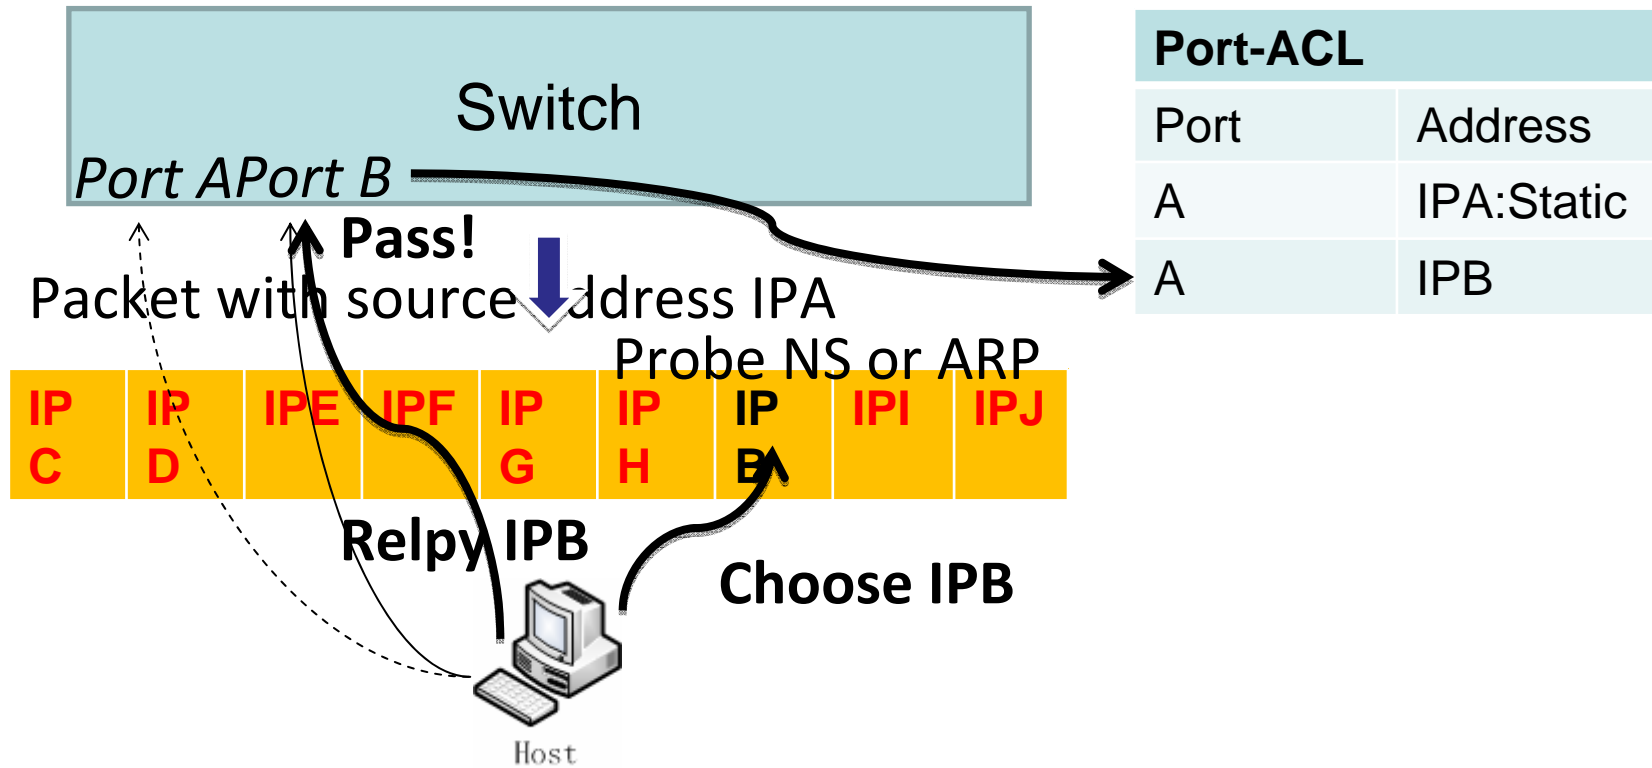 Switch
Port A Port B
Port-ACL
Port Address
A IPA:Static
A IPB
Pass!
Packet with source address IPA
Probe NS or ARP
IP C
IP D
IPE
IPF
IP G
IP H
IP B
IPI
IPJ
Relpy IPB
Choose IPB
Host